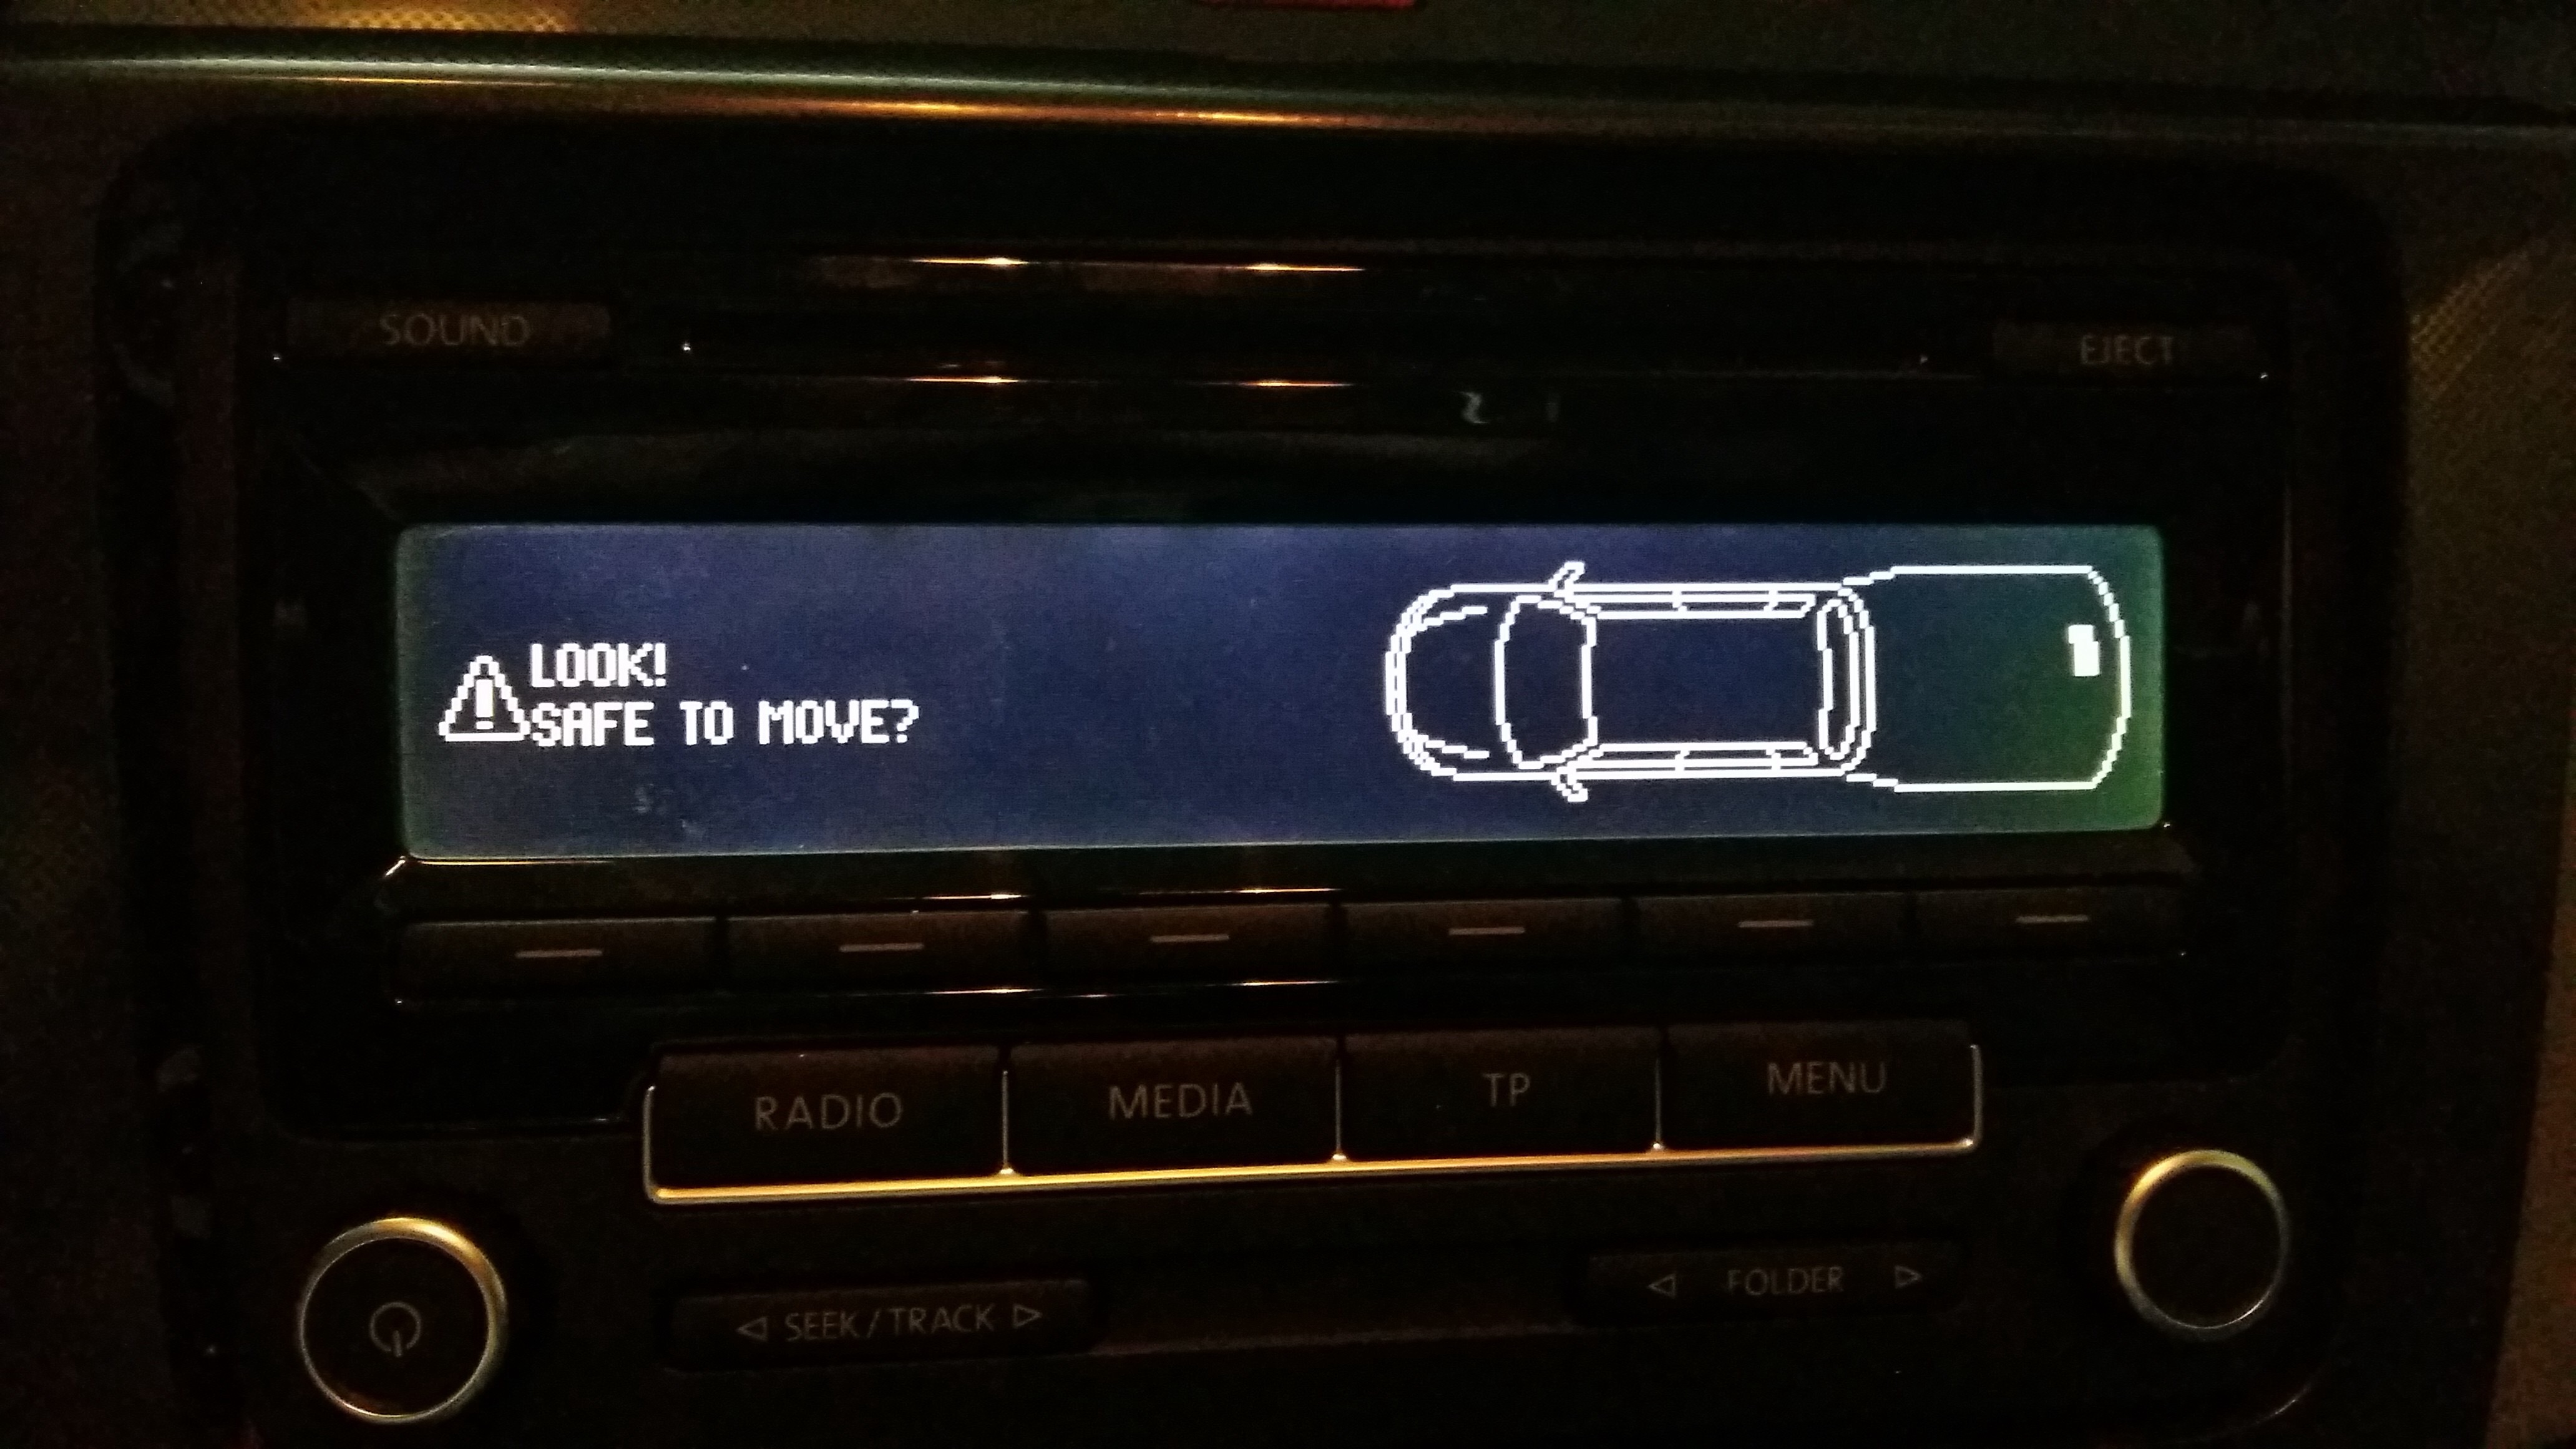 SOUND
EJECT
LOOK!
SAFE TO MOVE?
RADIO
MEDIA
TP
MENU
SEEK/TRACK
FOLDER